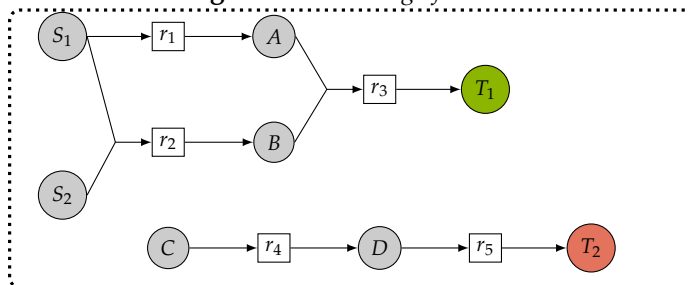 S₁ r₁ A
r₃ T₁
r₂ B
S₂
C r₄ D r₅ T₂